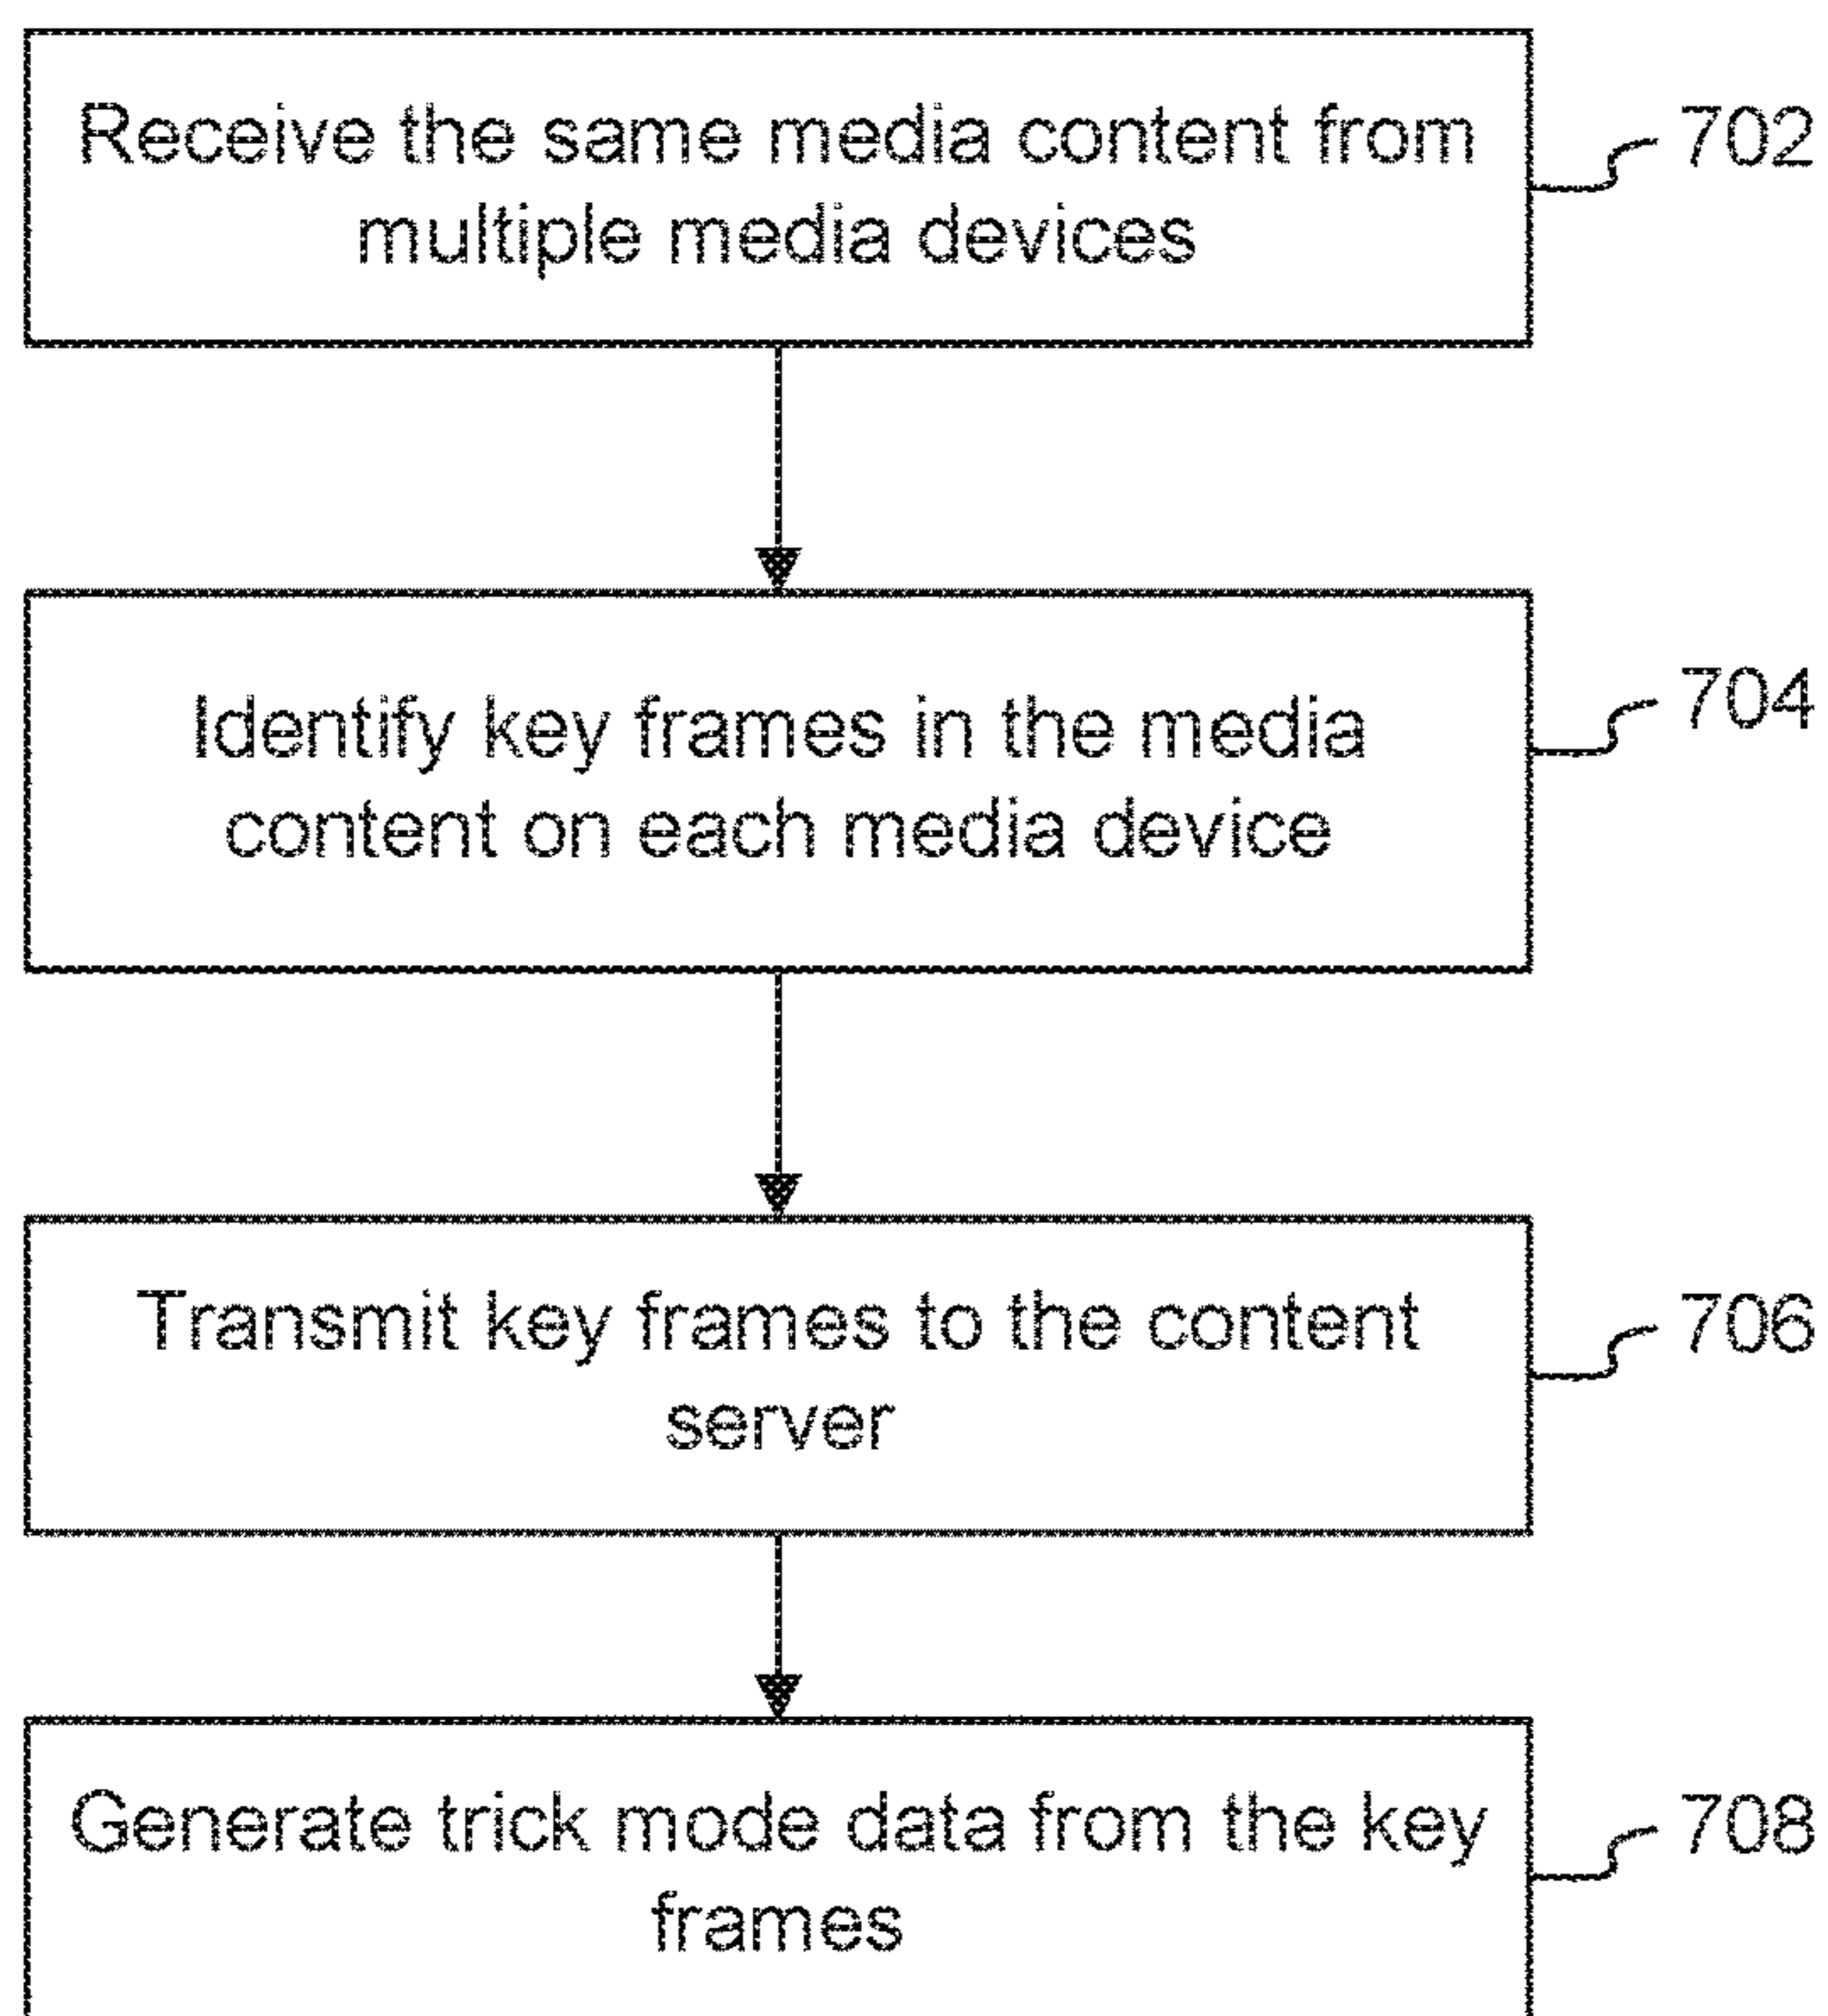 Receive the same media content from
multiple media devices
702
Identify key frames in the media
content on each media device
704
Transmit key frames to the content
server
706
Generate trick mode data from the key
frames
708